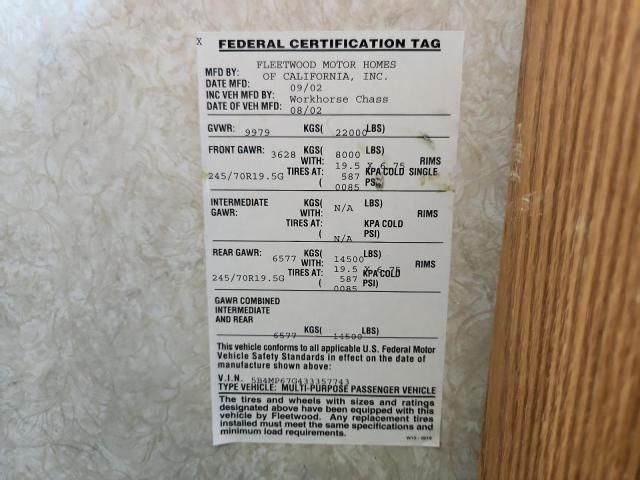 X FEDERAL CERTIFICATION TAG
MFD BY: FLEETWOOD MOTOR HOMES
OF CALIFORNIA, INC.
DATE MFD: 09/02
INC VEH MFD BY: Workhorse Chass
DATE OF VEH MFD: 08/02
GVWR: 9979 KGS( 22000 LBS)
FRONT GAWR: 3628 KGS( 8000 LBS)
WITH: 19.5 X 6.75 RIMS
245/70R19.5G TIRES AT: 587 KPA COLD SINGLE
( 0085 PSI)
INTERMEDIATE KGS( N/A LBS)
GAWR: WITH: RIMS
TIRES AT: KPA COLD
( N/A PSI)
REAR GAWR: 6577 KGS( 14500 LBS)
WITH: 19.5 X 6.75 RIMS
245/70R19.5G TIRES AT: 587 KPA COLD
( 0085 PSI)
GAWR COMBINED
INTERMEDIATE
AND REAR
6577 KGS( 14500 LBS)
This vehicle conforms to all applicable U.S. Federal Motor
Vehicle Safety Standards in effect on the date of
manufacture shown above:
V.I.N. 5B4MP67G433357743
TYPE VEHICLE: MULTI-PURPOSE PASSENGER VEHICLE
The tires and wheels with sizes and ratings
designated above have been equipped with this
vehicle by Fleetwood. Any replacement tires
installed must meet the same specifications and
minimum load requirements.